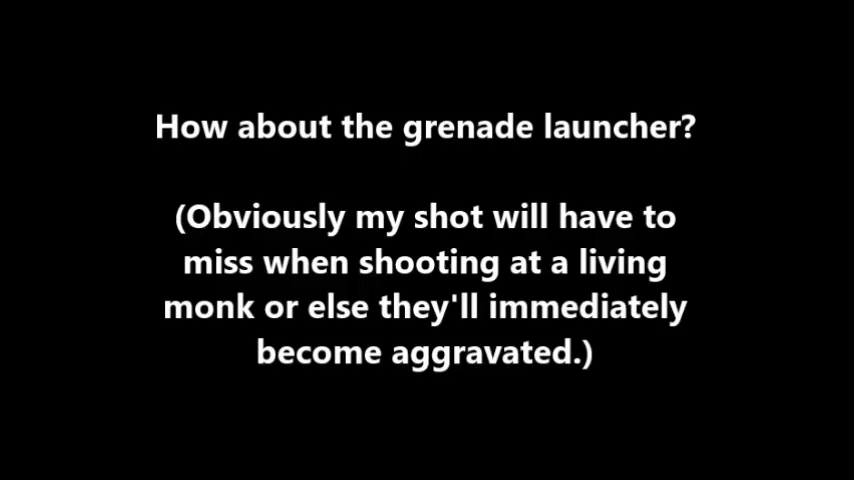 How about the grenade launcher?
(Obviously my shot will have to
miss when shooting at a living
monk or else they'll immediately
become aggravated.)